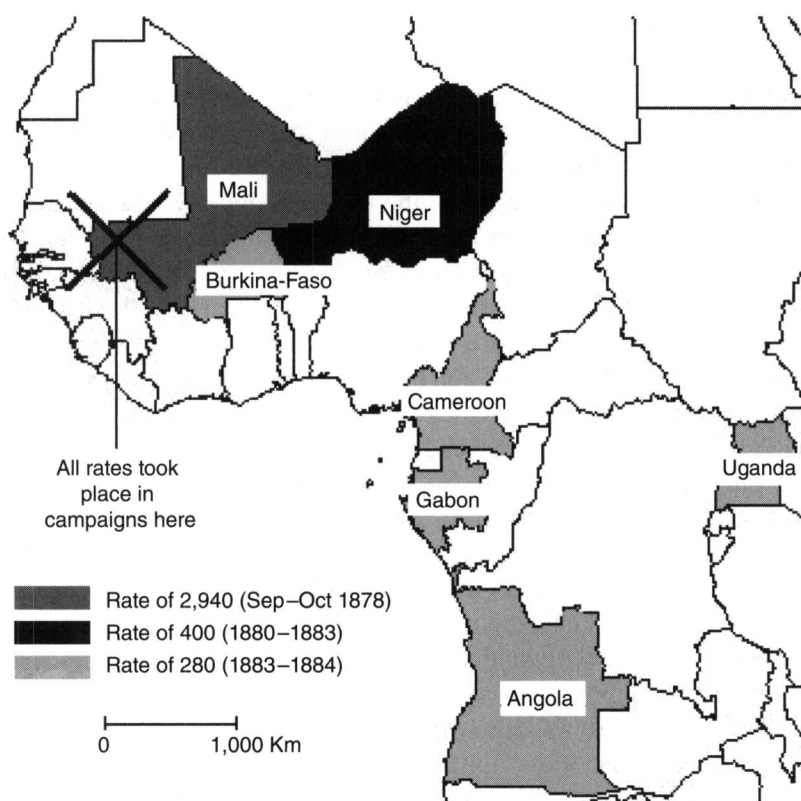 Mali
Niger
Burkina-Faso
Cameroon
Uganda
Gabon
All rates took
place in
campaigns here
Rate of 2,940 (Sep–Oct 1878)
Rate of 400 (1880–1883)
Rate of 280 (1883–1884)
Angola
0 1,000 Km